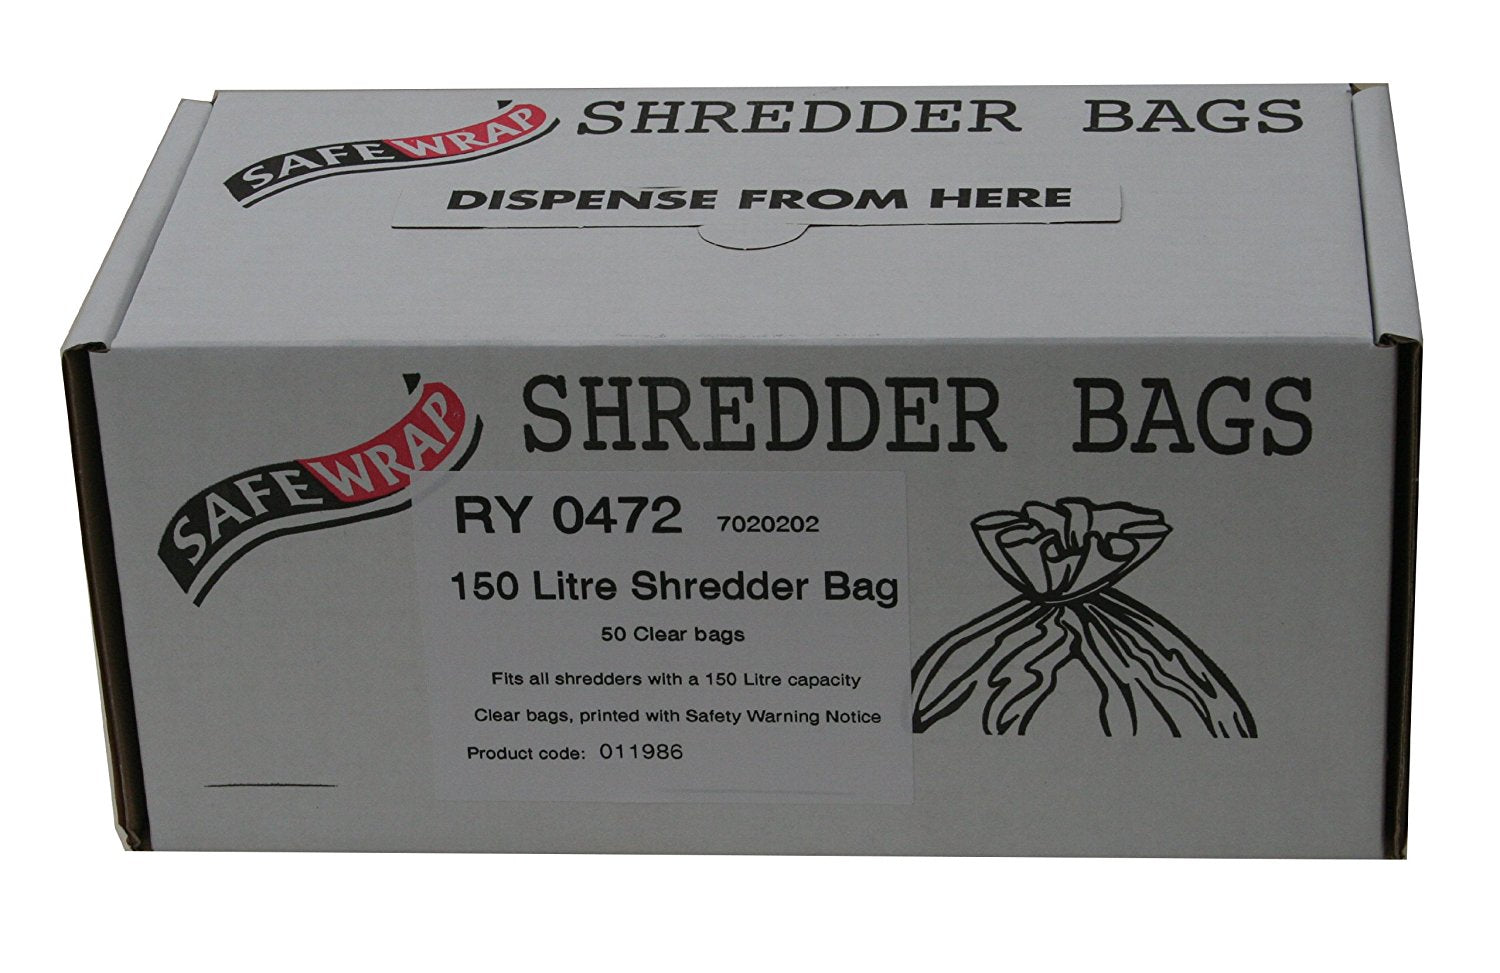 SAFEWRAP SHREDDER BAGS
DISPENSE FROM HERE
SAFEWRAP SHREDDER BAGS
RY 0472 7020202
150 Litre Shredder Bag
50 Clear bags
Fits all shredders with a 150 Litre capacity
Clear bags, printed with Safety Warning Notice
Product code: 011986